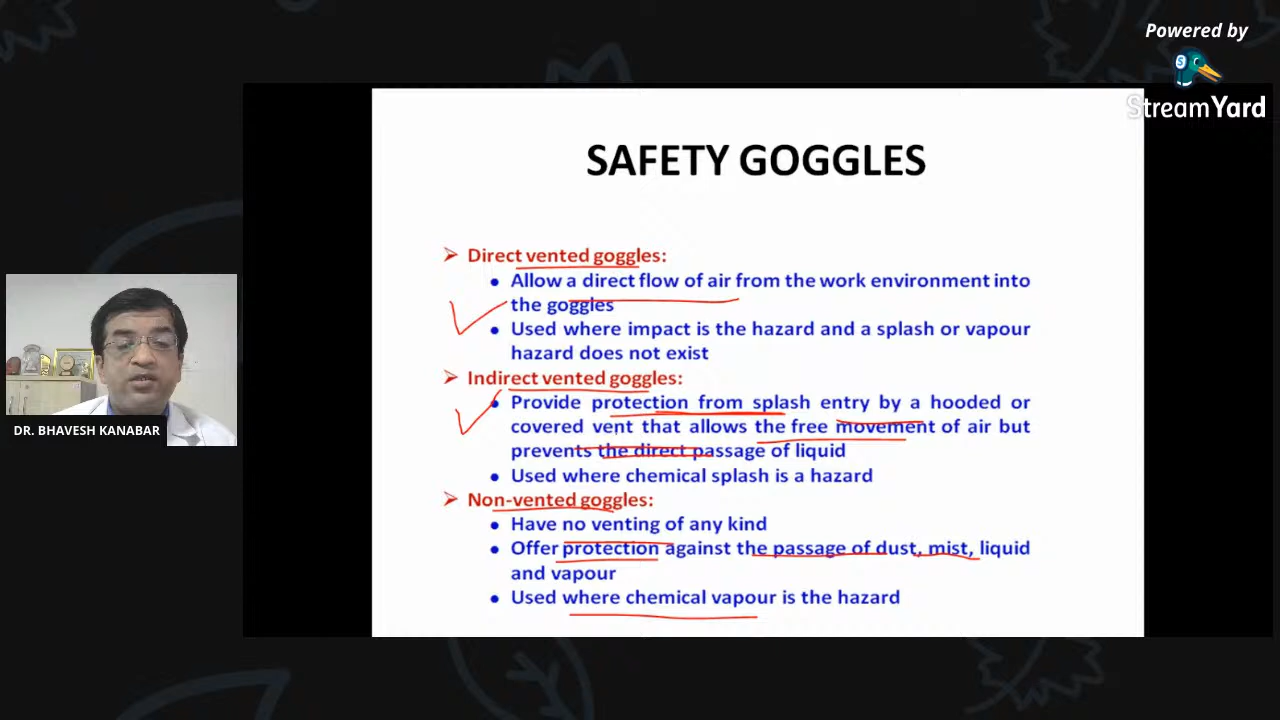 Powered by
StreamYard
SAFETY GOGGLES
Direct vented goggles:
Allow a direct flow of air from the work environment into
the goggles
Used where impact is the hazard and a splash or vapour
hazard does not exist
Indirect vented goggles:
Provide protection from splash entry by a hooded or
covered vent that allows the free movement of air but
prevents the direct passage of liquid
Used where chemical splash is a hazard
Non-vented goggles:
Have no venting of any kind
Offer protection against the passage of dust, mist, liquid
and vapour
Used where chemical vapour is the hazard
DR. BHAVESH KANABAR